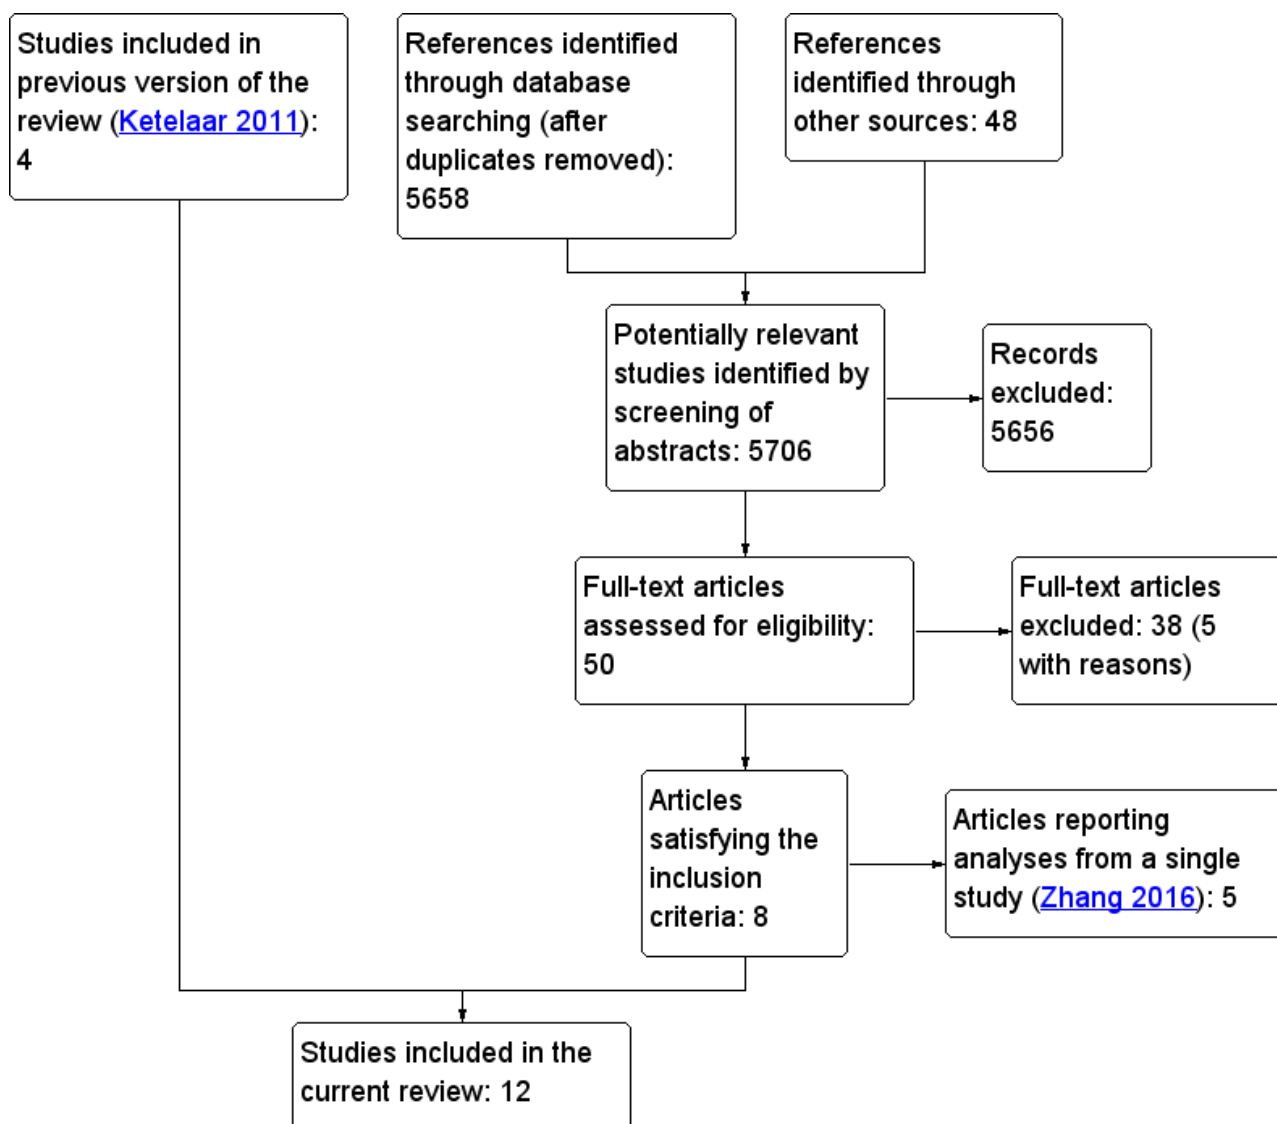 Studies included in
previous version of the
review (Ketelaar 2011):
4
References identified
through database
searching (after
duplicates removed):
5658
References
identified through
other sources: 48
Potentially relevant
studies identified by
screening of
abstracts: 5706
Records
excluded:
5656
Full-text articles
assessed for eligibility:
50
Full-text articles
excluded: 38 (5
with reasons)
Articles
satisfying the
inclusion
criteria: 8
Articles reporting
analyses from a single
study (Zhang 2016): 5
Studies included in the
current review: 12